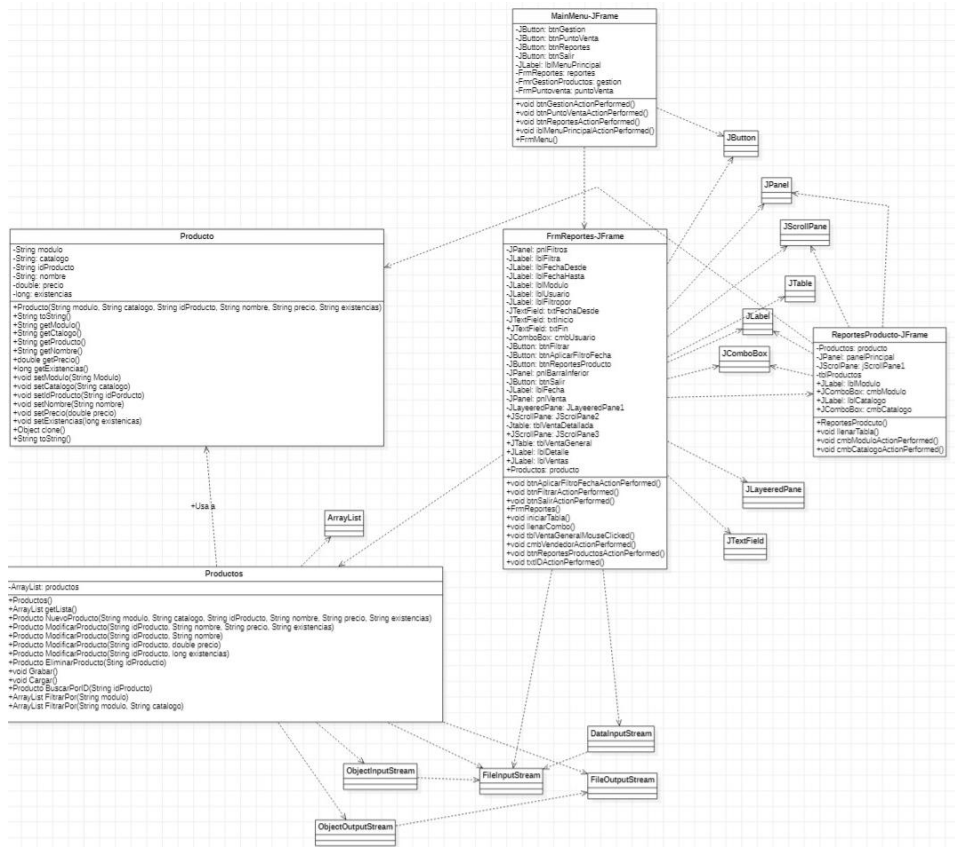 MainMenu-JFrame
-JButton: btnGestion
-JButton: btnPuntoVenta
-JButton: btnReportes
-JButton: btnSalir
-JLabel: lblMenuPrincipal
-FrmReportes: reportes
-FmrGestionProductos: gestion
-FrmPuntoventa: puntoVenta
+void btnGestionActionPerformed()
+void btnPuntoVentaActionPerformed()
+void btnReportesActionPerformed()
+void lblMenuPrincipalActionPerformed()
+FrmMenu()
JButton
JPanel
JScrollPane
JTable
JLabel
JComboBox
Producto
-String modulo
-String: catalogo
-String: idProducto
-String: nombre
-double: precio
-long: existencias
+Producto(String modulo, String catalogo, String idProducto, String nombre, String precio, String existencias)
+String toString()
+String getModulo()
+String getCtalogo()
+String getProducto()
+String getNombre()
+double getPrecio()
+long getExistencias()
+void setModulo(String Modulo)
+void setCatalogo(String catalogo)
+void setIdProducto(String idPorducto)
+void setNombre(String nombre)
+void setPrecio(double precio)
+void setExistencias(long existenicas)
+Object clone()
+String toString()
FrmReportes-JFrame
-JPanel: pnlFiltros
-JLabel: lblFiltra
-JLabel: lblFechaDesde
-JLabel: lblFechaHasta
-JLabel: lblModulo
-JLabel: lblUsuario
-JLabel: lblFiltropor
-JTextField: txtFechaDesde
-JTextField: txtInicio
+JTextField: txtFin
-JComboBox: cmbUsuario
-JButton: btnFiltrar
-JButton: btnAplicarFiltroFecha
-JButton: btnReportesProducto
-JPanel: pnlBarraInferior
-JButton: btnSalir
-JLabel: lblFecha
-JPanel: pnlVenta
-JLayeeredPane: JLayeeredPane1
+JScrollPane: JScrollPane2
-Jtable: tblVentaDetallada
+JScrollPane: JScrolPane3
+JTable: tblVentaGeneral
+JLabel: lblDetalle
+JLabel: lblVentas
+Productos: producto
+void btnAplicarFiltroFechaActionPerformed()
+void btnFiltrarActionPerformed()
+void btnSalirActionPerformed()
+FrmReportes()
+void iniciarTabla()
+void llenarCombo()
+void tblVentaGeneralMouseClicked()
+void cmbVendedorActionPerformed()
+void btnReportesProductosActionPerformed()
+void txtIDActionPerformed()
ReportesProducto-JFrame
-Productos: producto
-JPanel: panelPrincipal
-JScrollPane: jScrollPane1
-tblProductos
+JLabel: lblModulo
+JComboBox: cmbModulo
+JLabel: lblCatalogo
+JComboBox: cmbCatalogo
+ReportesProdcuto()
+void llenarTabla()
+void cmbModuloActionPerformed()
+void cmbCatalogoActionPerformed()
JLayeeredPane
JTextField
+Usa a
ArrayList
Productos
-ArrayList: productos
+Productos()
+ArrayList getLista()
+Producto NuevoProducto(String modulo, String catalogo, String idProducto, String nombre, String precio, String existencias)
+Producto ModificarProducto(String idProducto, String nombre, String precio, String existencias)
+Producto ModificarProducto(String idProducto, String nombre)
+Producto ModificarProducto(Sting idProducto, double precio)
+Producto ModificarProducto(Sting idProducto, long existencias)
+Producto EliminarProducto(Stig idProductio)
+void Grabar()
+void Cargar()
+Producto BuscarPorID(String idProducto)
+ArrayList FiltrarPor(String modulo)
+ArrayList FiltrarPor(String modulo, String catalogo)
DataInputStream
ObjectInputStream
FileInputStream
FileOutputStream
ObjectOutputStream